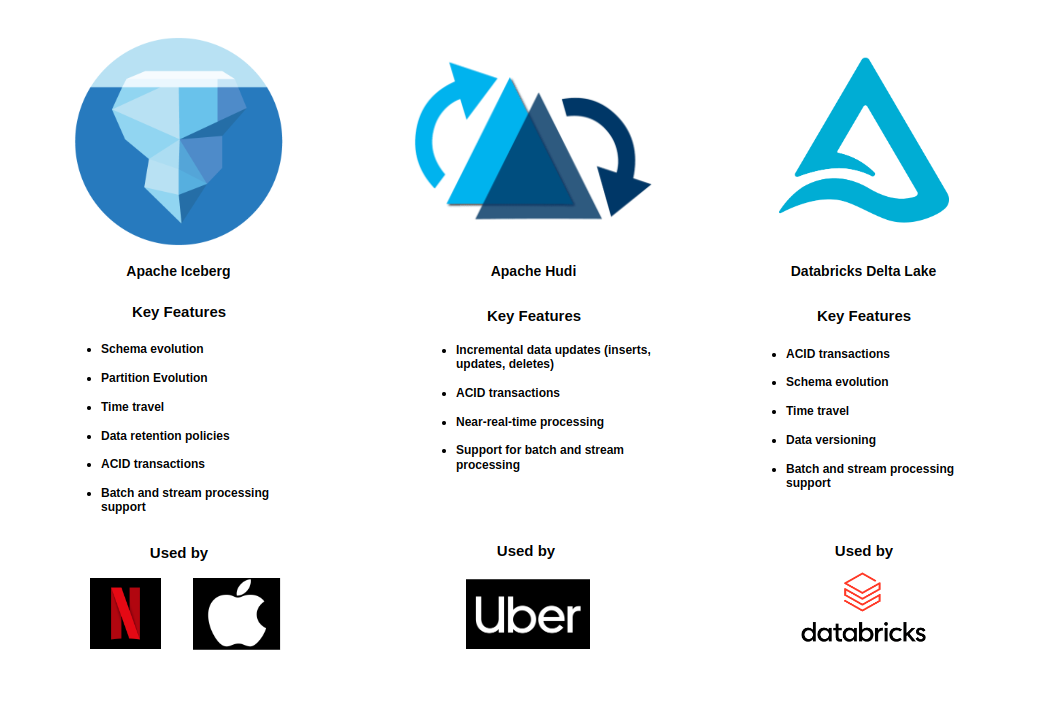 Apache Iceberg
Key Features
Schema evolution
Partition Evolution
Time travel
Data retention policies
ACID transactions
Batch and stream processing
support
Used by
N
Apache Hudi
Key Features
Incremental data updates (inserts,
updates, deletes)
ACID transactions
Near-real-time processing
Support for batch and stream
processing
Used by
Uber
Databricks Delta Lake
Key Features
ACID transactions
Schema evolution
Time travel
Data versioning
Batch and stream processing
support
Used by
databricks